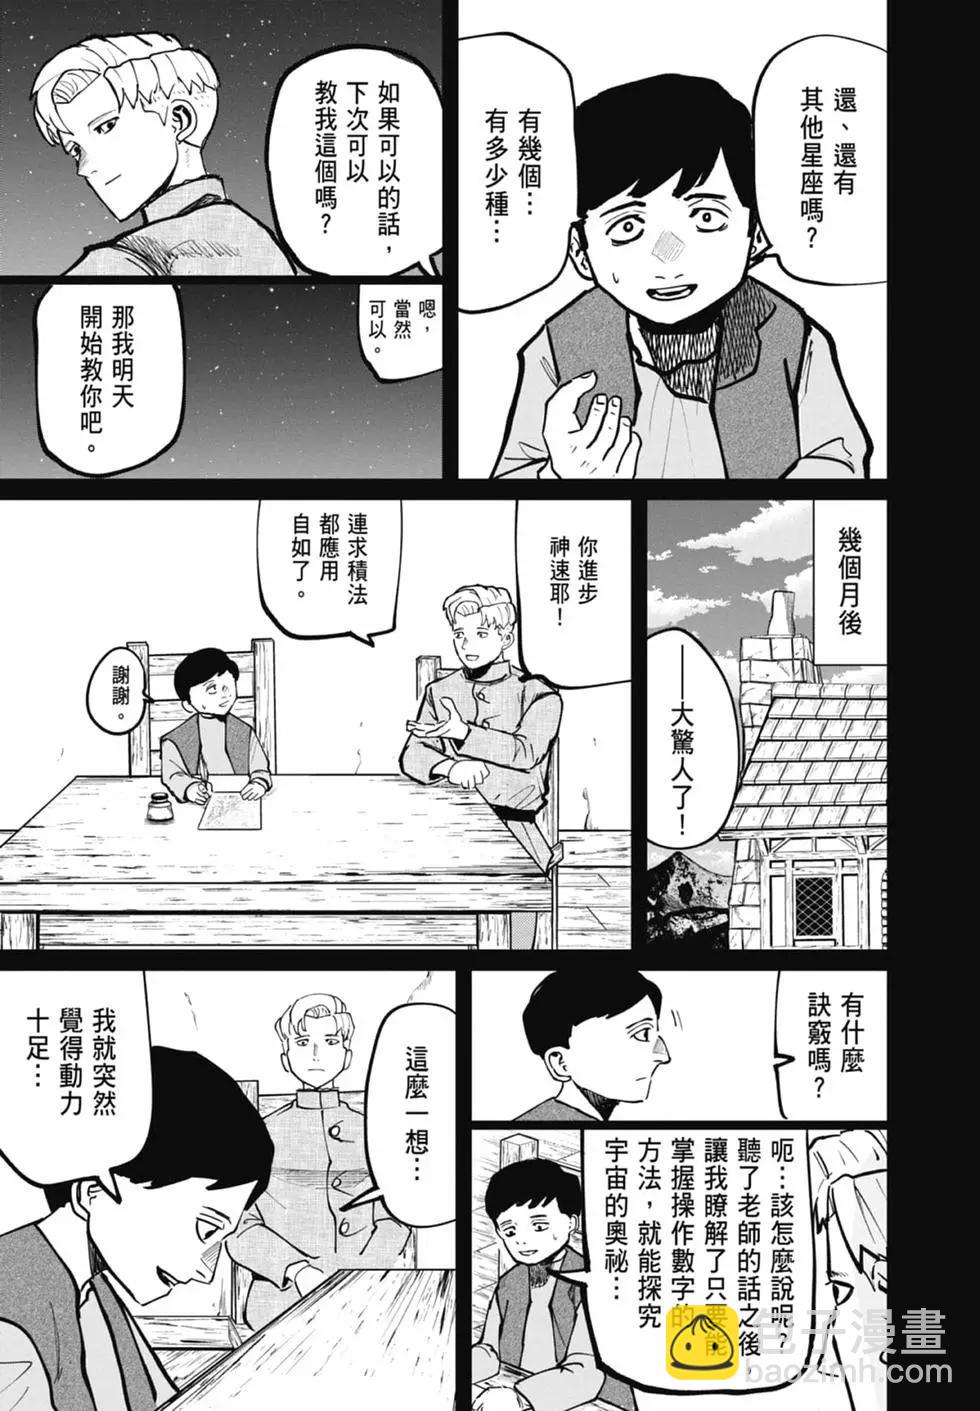 還、還有
其他星座嗎？
有幾個…
有多少種…
如果可以的話，
下次可以
教我這個嗎？
嗯，
當然
可以。
那我明天
開始教你吧。
幾個月後
——大驚人了！
你進步
神速耶！
連求積法
都應用
自如了。
謝謝。
有什麼
訣竅嗎？
呃…該怎麼說呢？
聽了老師的話之後，
讓我瞭解了只要能
掌握操作數字的
方法，就能探究
宇宙的奧祕…
這麼一想…
我就突然
覺得動力
十足…
包子漫畫
baozimh.com